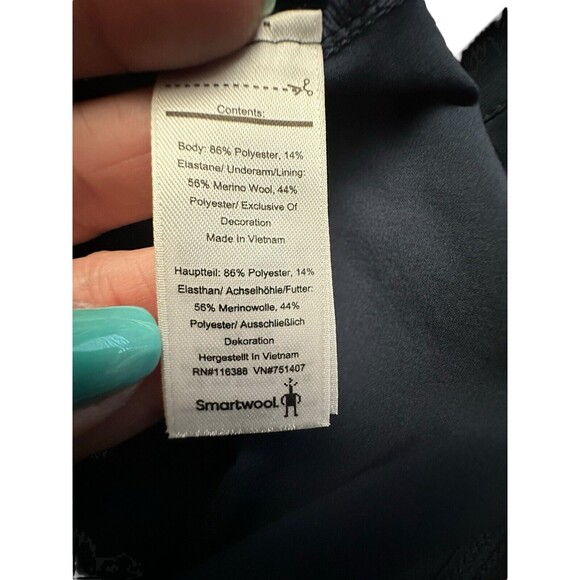 Contents:
Body: 86% Polyester, 14%
Elastane/ Underarm/Lining:
56% Merino Wool, 44%
Polyester/ Exclusive Of
Decoration
Made In Vietnam
Hauptteil: 86% Polyester, 14%
Elasthan/ Achselhöhle/Futter:
56% Merinowolle, 44%
Polyester/ Ausschließlich
Dekoration
Hergestellt In Vietnam
RN#116388 VN#751407
Smartwool.